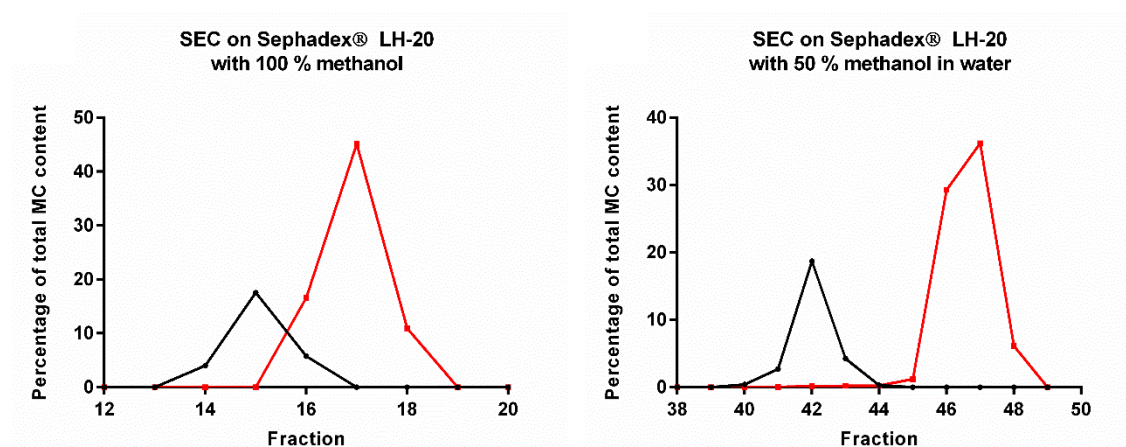 SEC on Sephadex® LH-20
with 100 % methanol
Percentage of total MC content
50
40
30
20
10
0
12
14
16
18
20
Fraction
SEC on Sephadex® LH-20
with 50 % methanol in water
Percentage of total MC content
40
30
20
10
0
38
40
42
44
46
48
50
Fraction